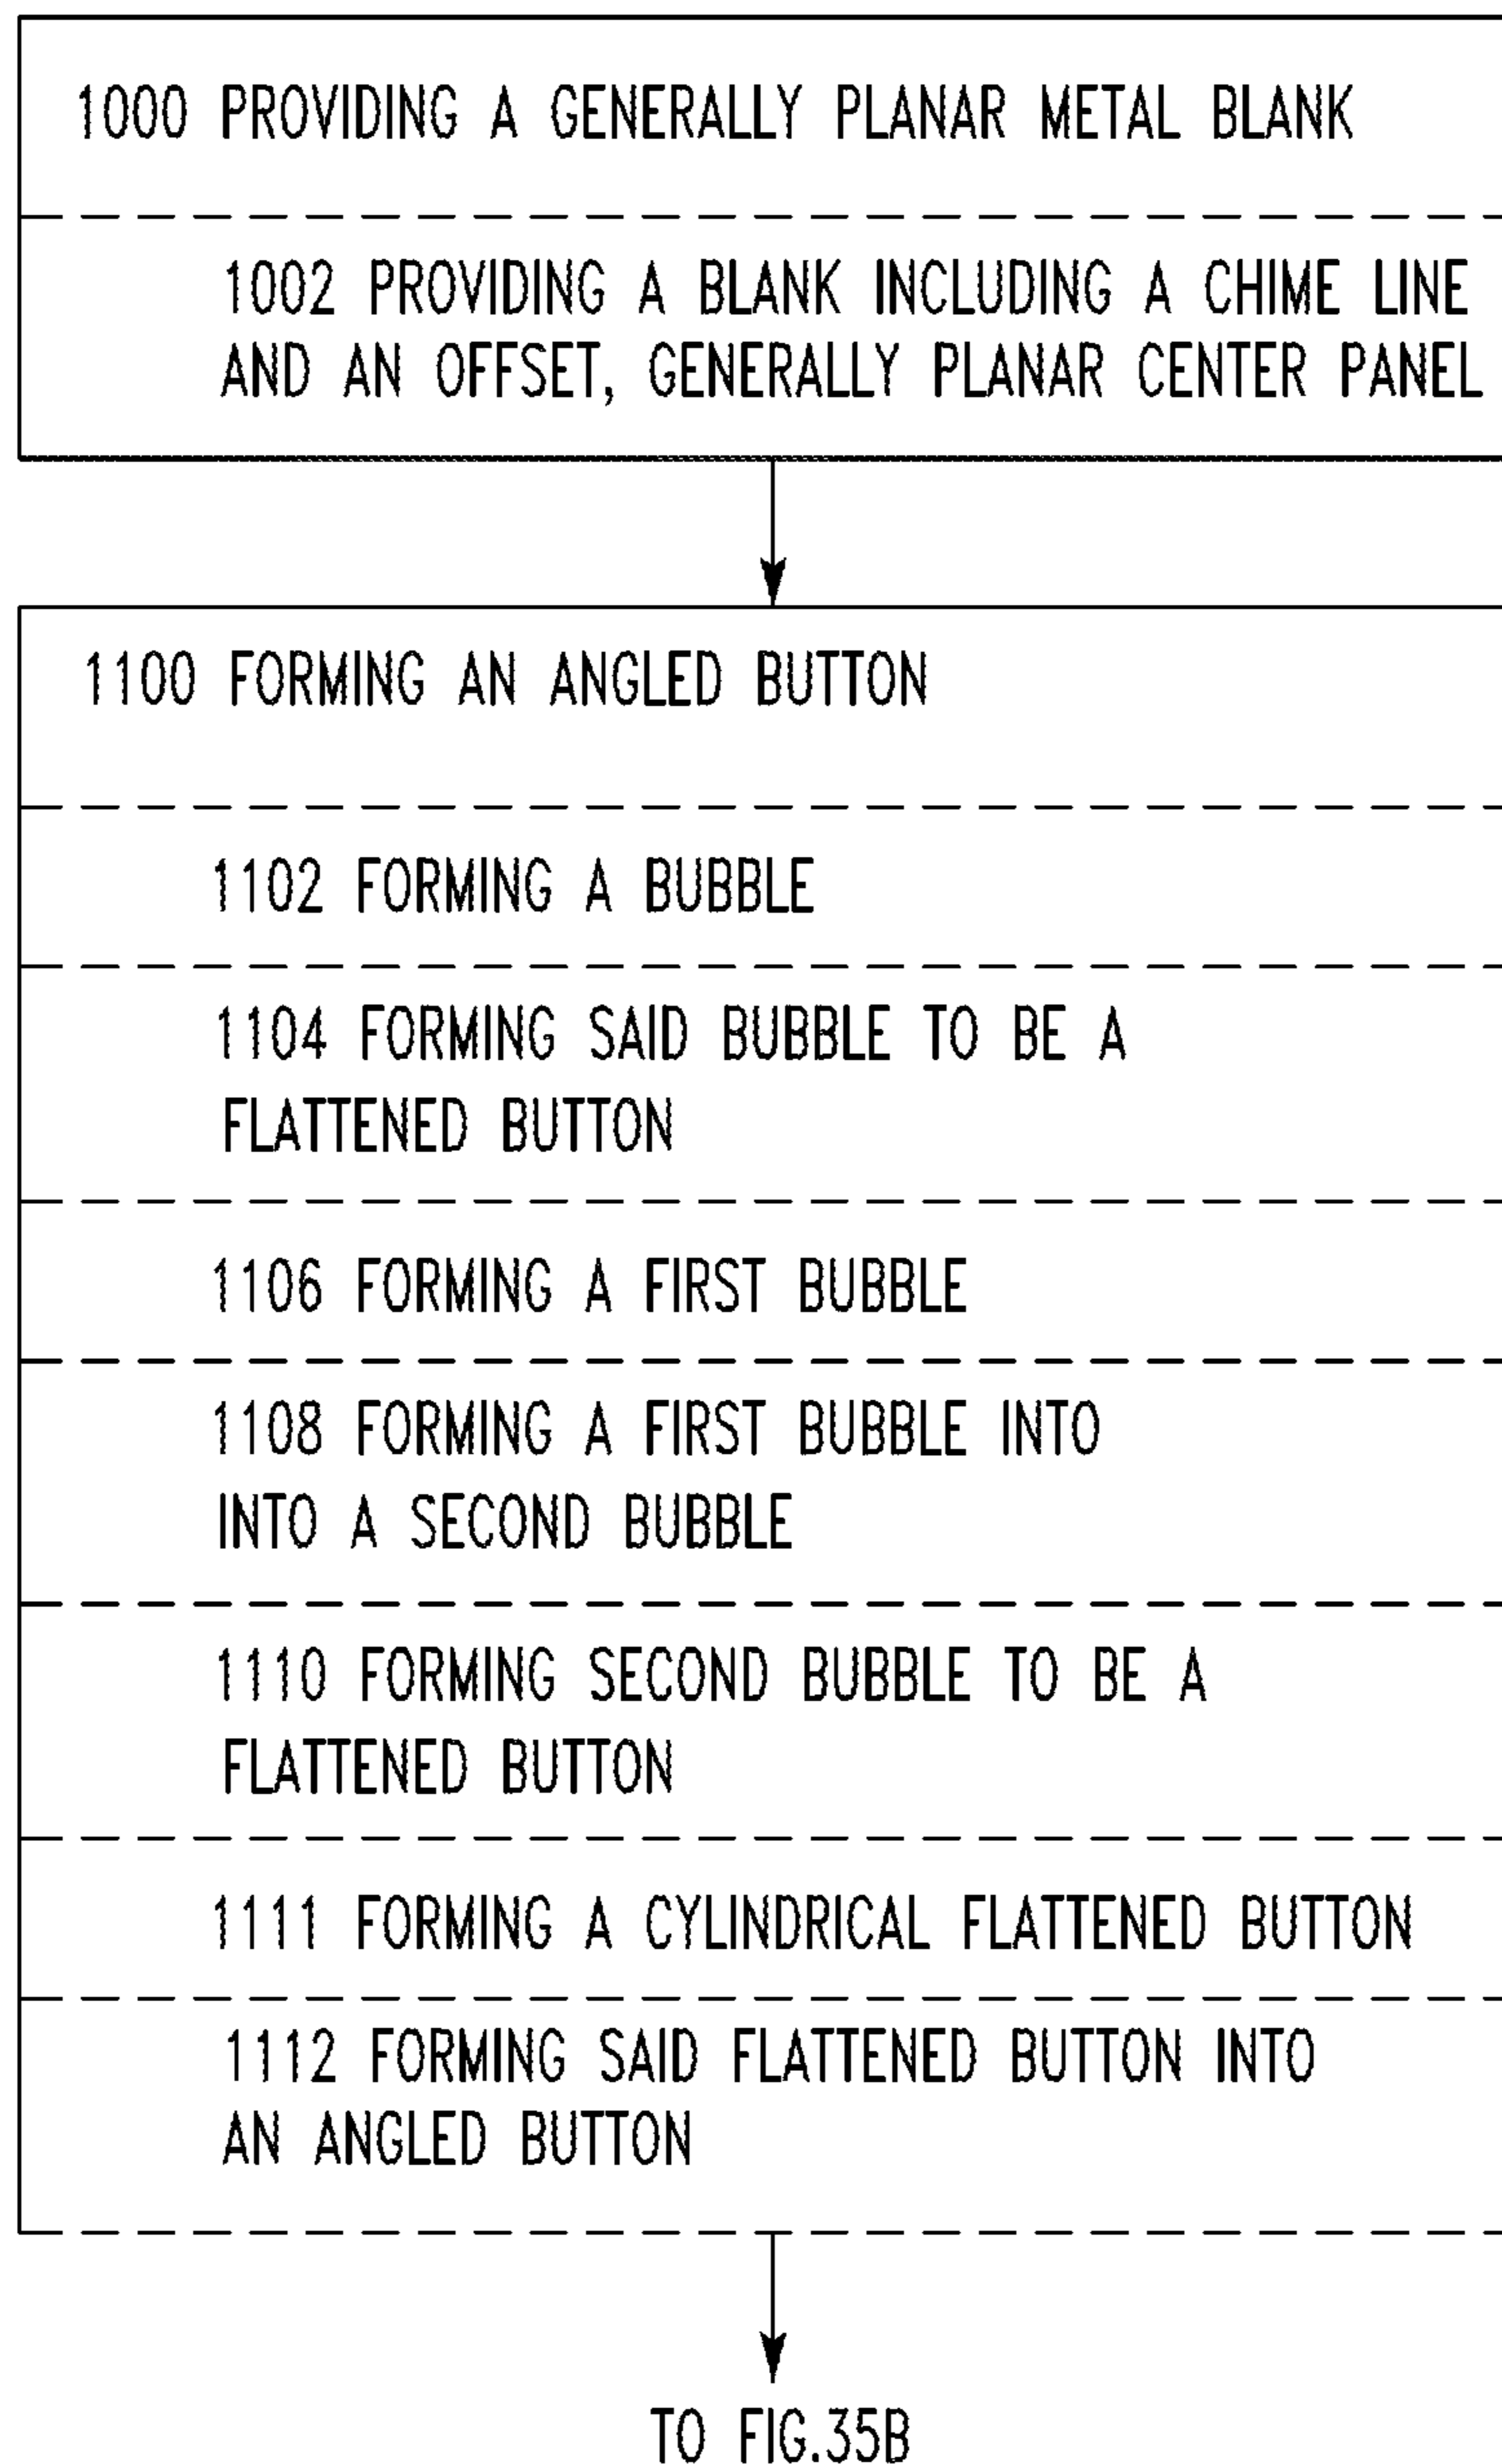 1000 PROVIDING A GENERALLY PLANAR METAL BLANK
1002 PROVIDING A BLANK INCLUDING A CHIME LINE
AND AN OFFSET, GENERALLY PLANAR CENTER PANEL
1100 FORMING AN ANGLED BUTTON
1102 FORMING A BUBBLE
1104 FORMING SAID BUBBLE TO BE A
FLATTENED BUTTON
1106 FORMING A FIRST BUBBLE
1108 FORMING A FIRST BUBBLE INTO
INTO A SECOND BUBBLE
1110 FORMING SECOND BUBBLE TO BE A
FLATTENED BUTTON
1111 FORMING A CYLINDRICAL FLATTENED BUTTON
1112 FORMING SAID FLATTENED BUTTON INTO
AN ANGLED BUTTON
TO FIG.35B